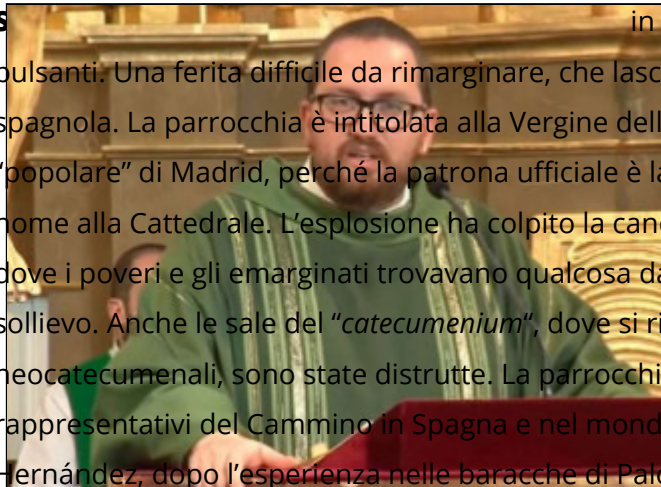 in
pulsanti. Una ferita difficile da rimarginare, che lasc
spagnola. La parrocchia è intitolata alla Vergine dell
“popolare” di Madrid, perché la patrona ufficiale è la
nome alla Cattedrale. L’esplosione ha colpito la cano
dove i poveri e gli emarginati trovavano qualcosa da
sollievo. Anche le sale del “catecumenium“, dove si ri
neocatecumenali, sono state distrutte. La parrocchi
rappresentativi del Cammino in Spagna e nel mond
Hernández, dopo l’esperienza nelle baracche di Palo